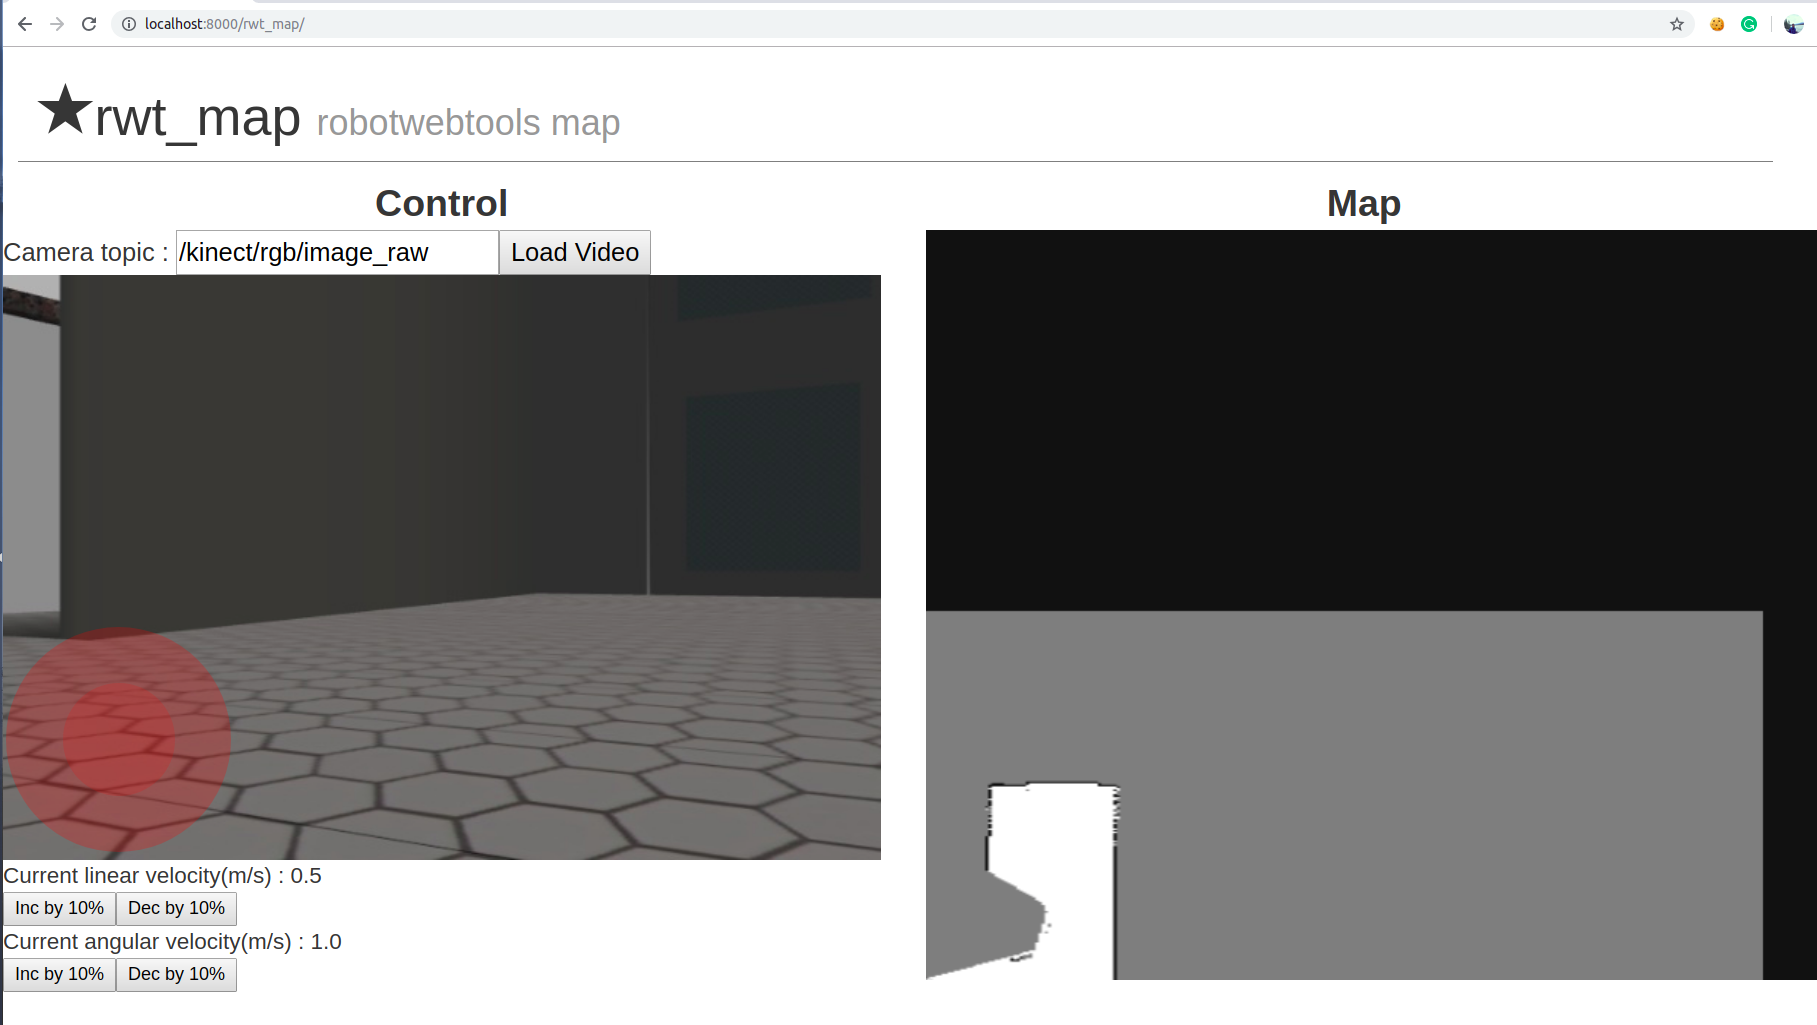 localhost:8000/rwt_map/
★rwt_map robotwebtools map
Control
Camera topic : /kinect/rgb/image_raw Load Video
Current linear velocity(m/s) : 0.5
Inc by 10% Dec by 10%
Current angular velocity(m/s) : 1.0
Inc by 10% Dec by 10%
Map